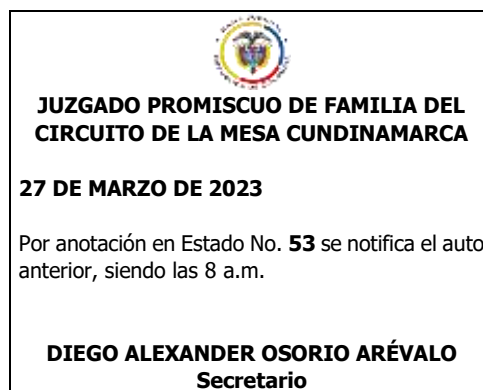 JUZGADO PROMISCUO DE FAMILIA DEL
CIRCUITO DE LA MESA CUNDINAMARCA
27 DE MARZO DE 2023
Por anotación en Estado No. 53 se notifica el auto
anterior, siendo las 8 a.m.
DIEGO ALEXANDER OSORIO ARÉVALO
Secretario